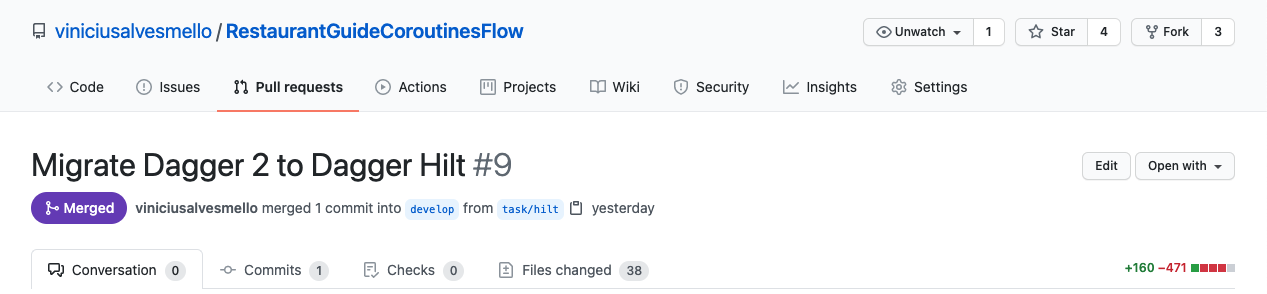 viniciusalvesmello / RestaurantGuideCoroutinesFlow Unwatch 1 Star 4 Fork 3
Code Issues Pull requests Actions Projects Wiki Security Insights Settings
Migrate Dagger 2 to Dagger Hilt #9 Edit Open with
Merged viniciusalvesmello merged 1 commit into develop from task/hilt yesterday
Conversation 0 Commits 1 Checks 0 Files changed 38 +160 −471